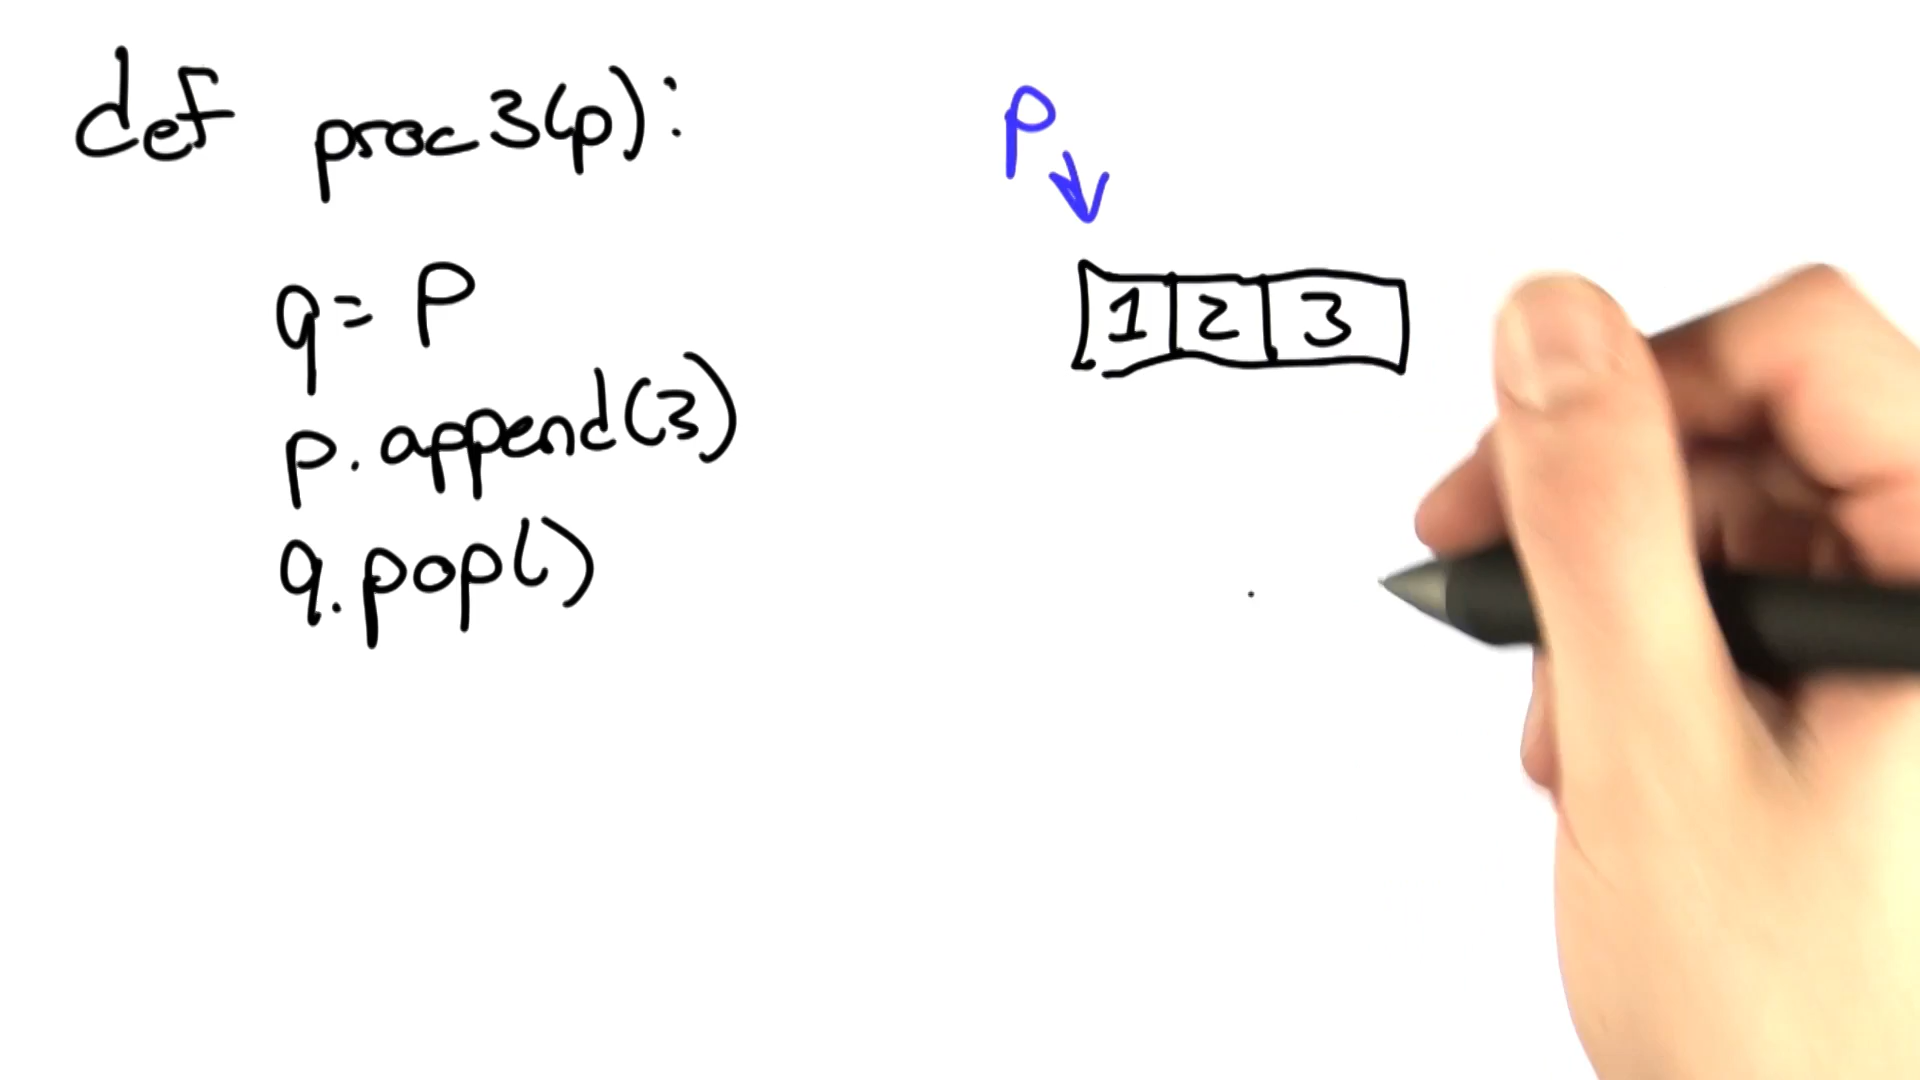 def proc3(p):
q = p
p.append(3)
q.pop()
p
1 2 3